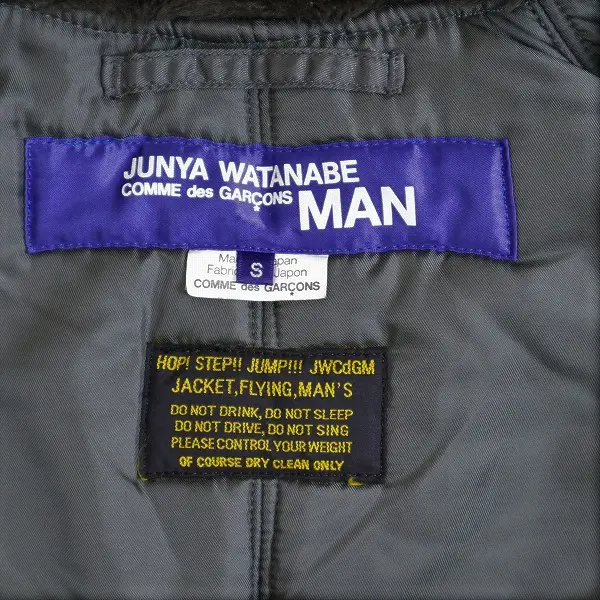 JUNYA WATANABE
COMME des GARÇONS MAN
S
Japan
Japon
COMME des GARÇONS
HOP! STEP!! JUMP!!! JWCdGM
JACKET,FLYING,MAN'S
DO NOT DRINK, DO NOT SLEEP
DO NOT DRIVE, DO NOT SING
PLEASE CONTROL YOUR WEIGHT
OF COURSE DRY CLEAN ONLY